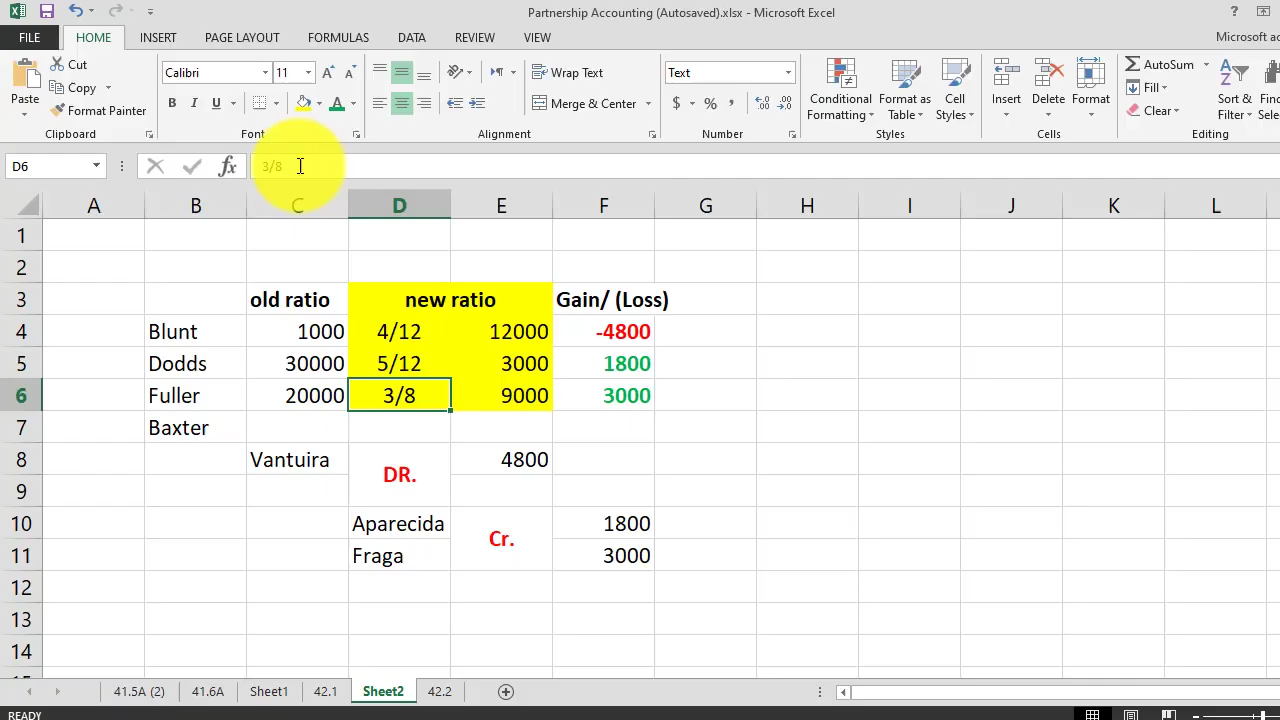 Partnership Accounting (Autosaved).xlsx - Microsoft Excel
FILE HOME INSERT PAGE LAYOUT FORMULAS DATA REVIEW VIEW
Cut
Copy
Format Painter
Paste
Clipboard
Calibri 11
B I U
Font
Wrap Text
Merge & Center
Alignment
Text
$ %
Number
Conditional Formatting
Format as Table
Cell Styles
Styles
Insert Delete Format
Cells
AutoSum
Fill
Clear
Sort & Filter
Editing
D6 fx 3/8
A B C D E F G H I J K L
1
2
3 old ratio new ratio Gain/ (Loss)
4 Blunt 1000 4/12 12000 -4800
5 Dodds 30000 5/12 3000 1800
6 Fuller 20000 3/8 9000 3000
7 Baxter
8 Vantuira DR. 4800
9
10 Aparecida Cr. 1800
11 Fraga 3000
12
13
14
41.5A (2) 41.6A Sheet1 42.1 Sheet2 42.2
READY